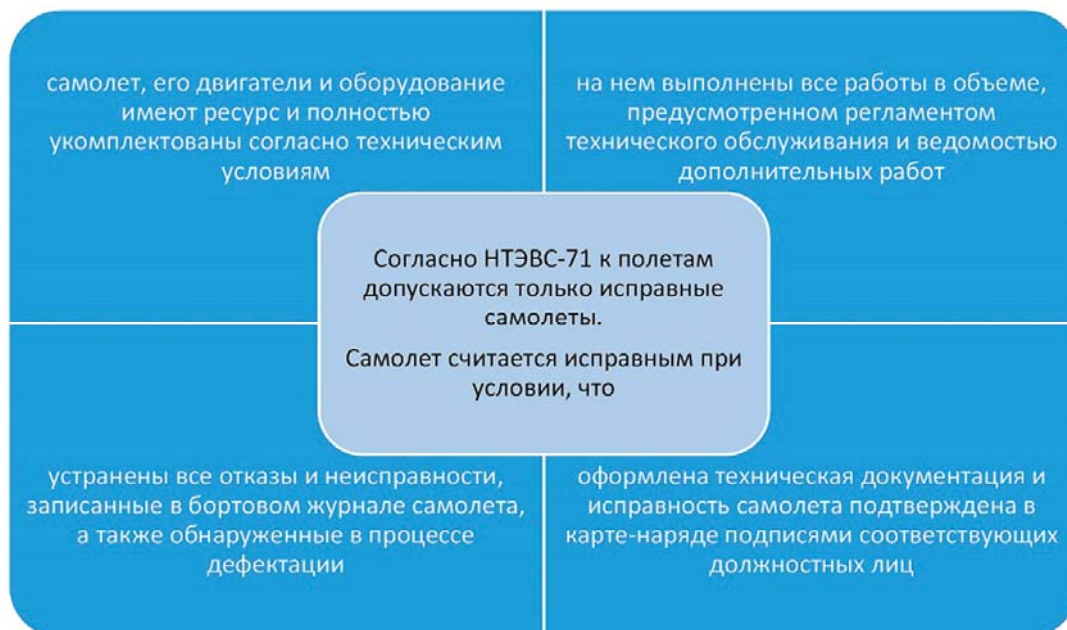 самолет, его двигатели и оборудование
имеют ресурс и полностью
укомплектованы согласно техническим
условиям
на нем выполнены все работы в объеме,
предусмотренном регламентом
технического обслуживания и ведомостью
дополнительных работ
Согласно НТЭВС-71 к полетам
допускаются только исправные
самолеты.
Самолет считается исправным при
условии, что
устранены все отказы и неисправности,
записанные в бортовом журнале самолета,
а также обнаруженные в процессе
дефектации
оформлена техническая документация и
исправность самолета подтверждена в
карте-наряде подписями соответствующих
должностных лиц